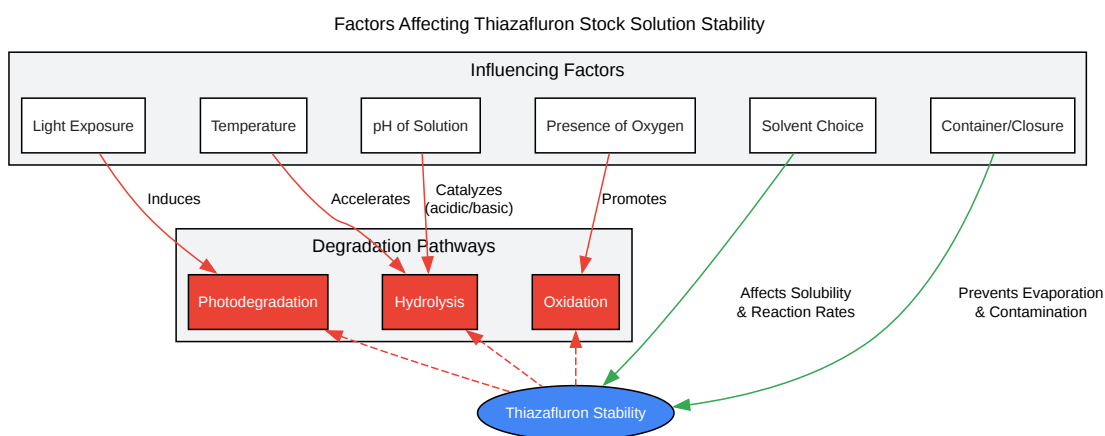 Factors Affecting Thiazafluron Stock Solution Stability
Influencing Factors
Light Exposure
Temperature
pH of Solution
Presence of Oxygen
Solvent Choice
Container/Closure
Induces
Accelerates
Catalyzes
(acidic/basic)
Promotes
Degradation Pathways
Photodegradation
Hydrolysis
Oxidation
Affects Solubility
& Reaction Rates
Prevents Evaporation
& Contamination
Thiazafluron Stability